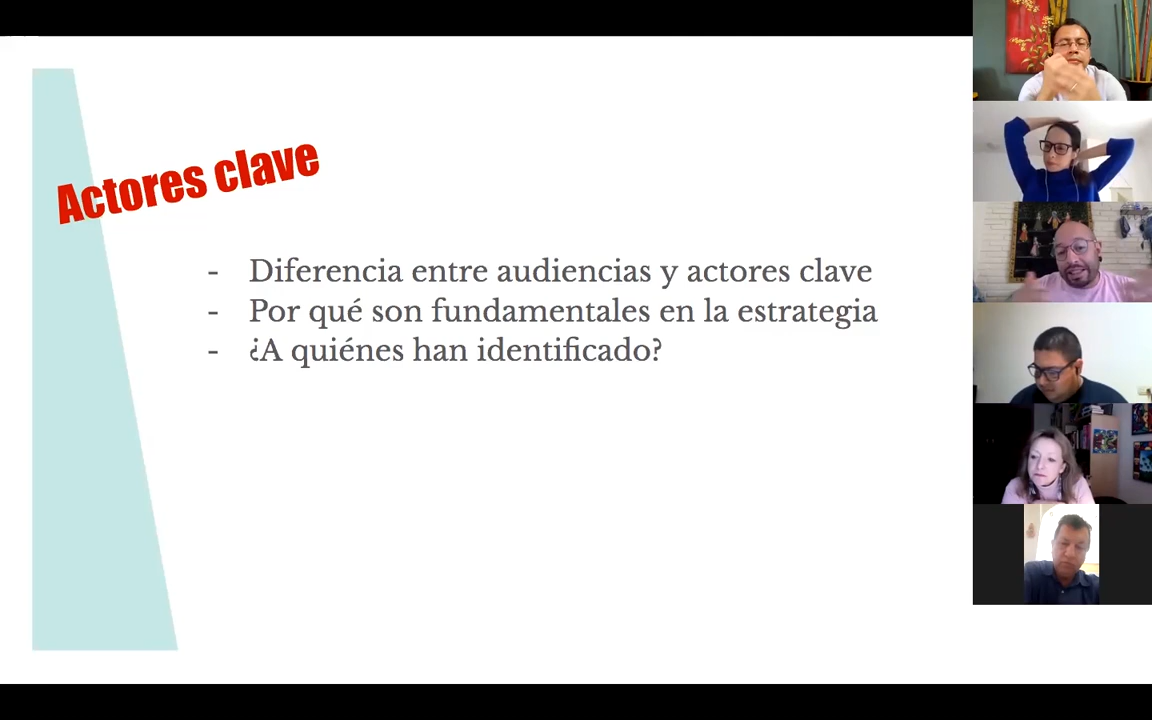 Actores clave
- Diferencia entre audiencias y actores clave
- Por qué son fundamentales en la estrategia
- ¿A quiénes han identificado?